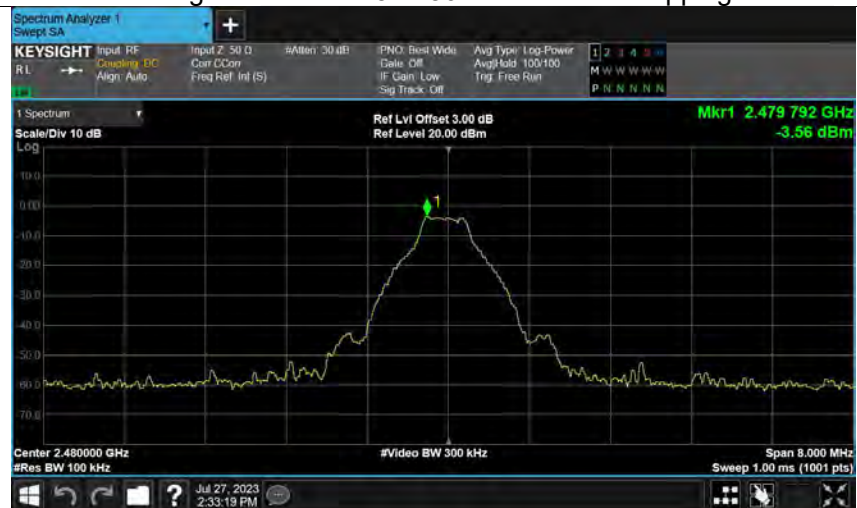 Spectrum Analyzer 1
Swept SA
+
KEYSIGHT Input: RF Input Z: 50 Ω #Atten: 30 dB PNO: Best Wide Avg Type: Log-Power 1 2 3 4 5 6
RL Coupling: DC Corr CCorr Gate: Off Avg|Hold: 100/100 M W W W W W
Align: Auto Freq Ref: Int (S) IF Gain: Low Trig: Free Run
Sig Track: Off P N N N N N
1 Spectrum Ref Lvl Offset 3.00 dB Mkr1 2.479 792 GHz
Scale/Div 10 dB Ref Level 20.00 dBm -3.56 dBm
Log
10.0
0.00
1
-10.0
-20.0
-30.0
-40.0
-50.0
-60.0
-70.0
Center 2.480000 GHz #Video BW 300 kHz Span 8.000 MHz
#Res BW 100 kHz Sweep 1.00 ms (1001 pts)
? Jul 27, 2023
2:33:19 PM